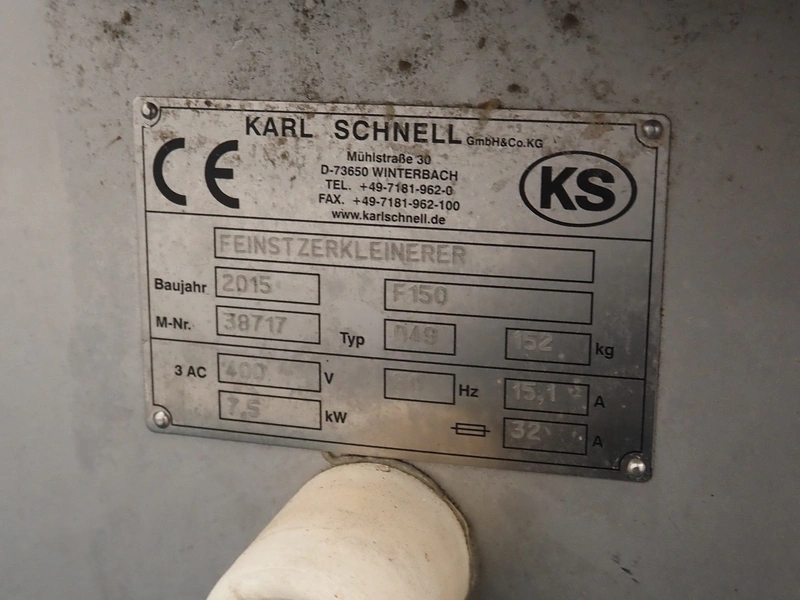 KARL SCHNELL GmbH&Co.KG
CE
Mühlstraße 30
D-73650 WINTERBACH
TEL. +49-7181-962-0
FAX. +49-7181-962-100
www.karlschnell.de
KS
FEINSTZERKLEINERER
Baujahr 2015 F150
M-Nr. 38717 Typ 152 kg
3 AC 400 V Hz 15,1 A
7,5 kW 32 A